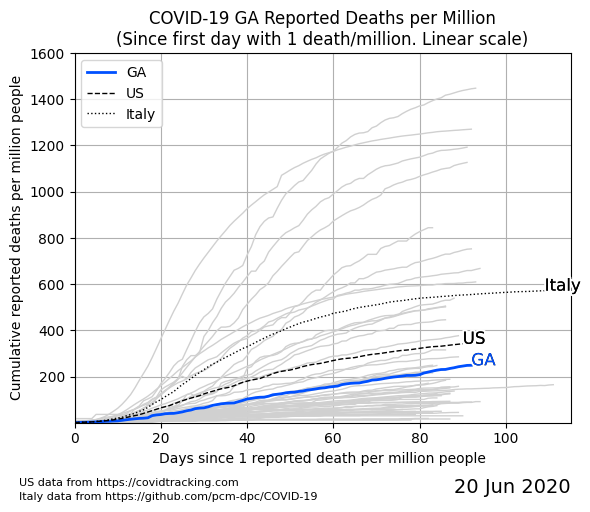 COVID-19 GA Reported Deaths per Million
(Since first day with 1 death/million. Linear scale)
Cumulative reported deaths per million people
1600
1400
1200
1000
800
600
400
200
GA
US
Italy
Italy
US
GA
0
20
40
60
80
100
Days since 1 reported death per million people
US data from https://covidtracking.com
Italy data from https://github.com/pcm-dpc/COVID-19
20 Jun 2020